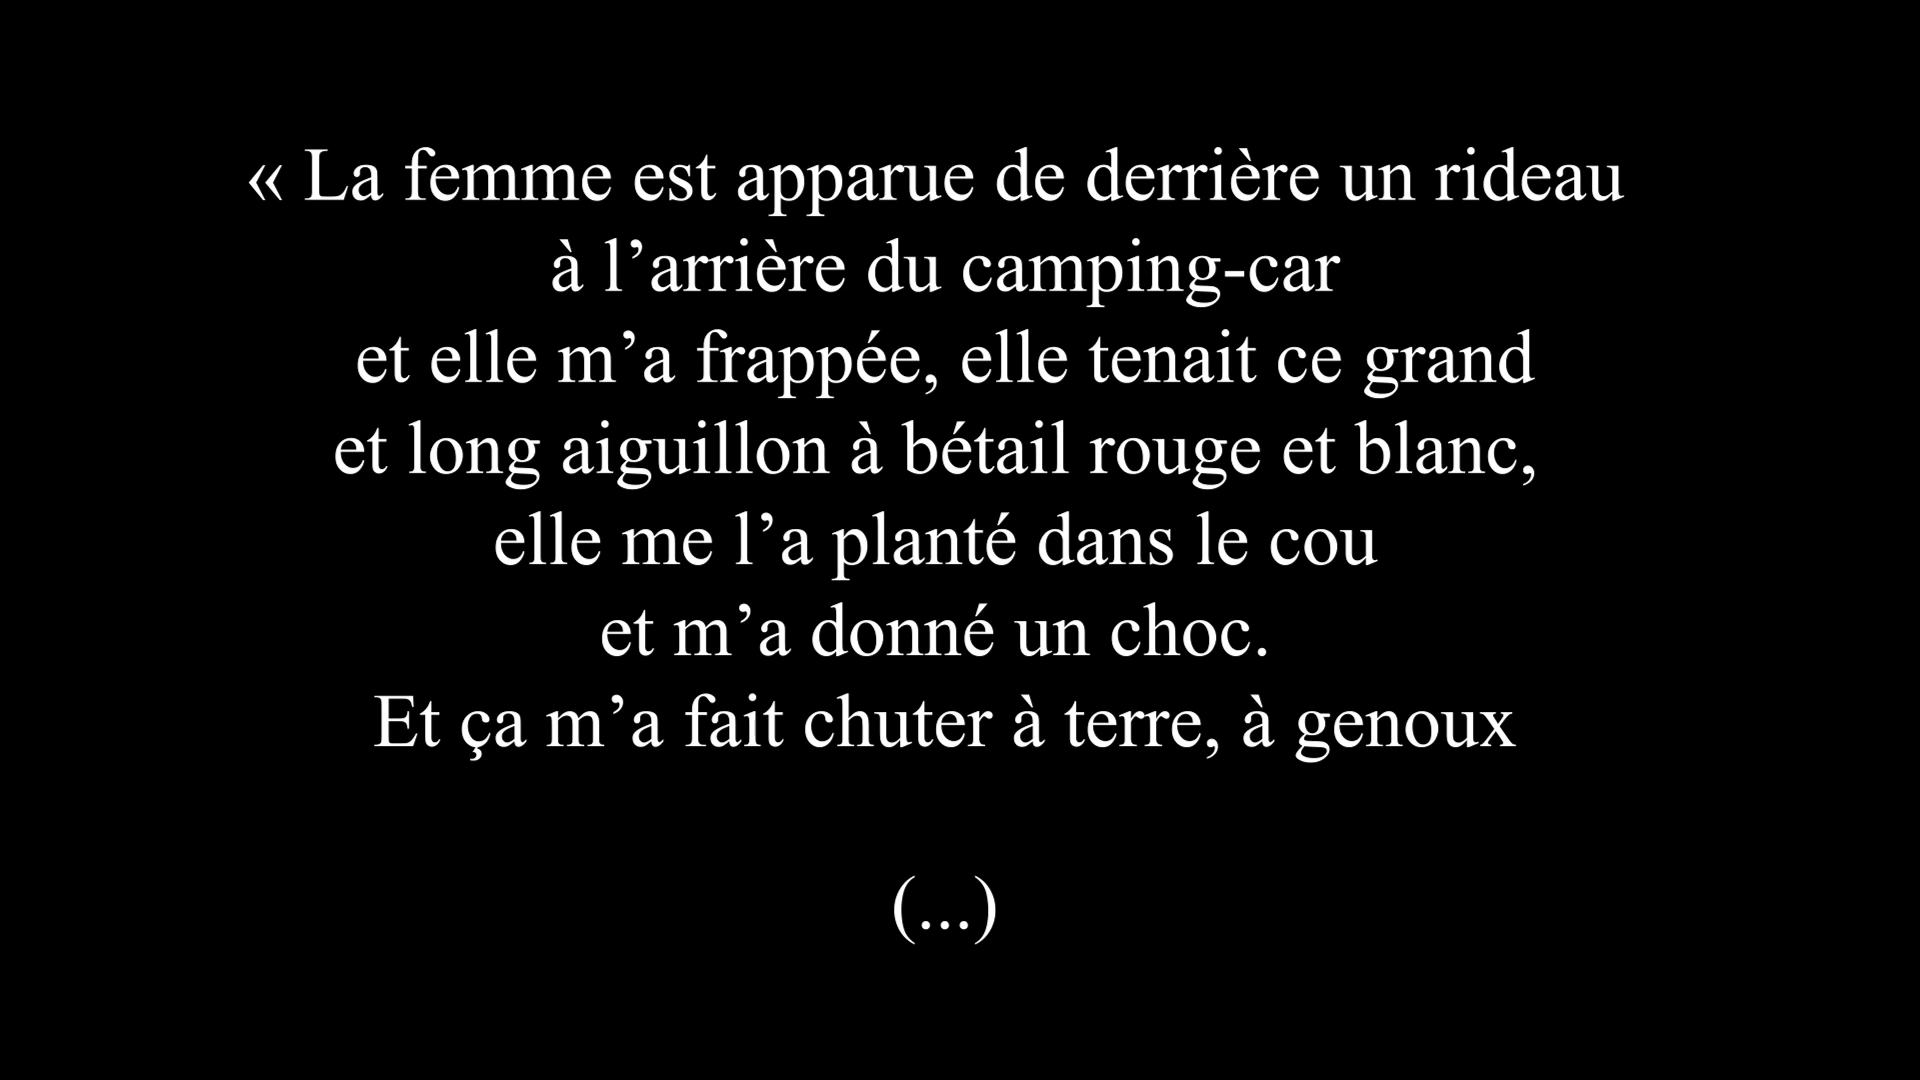 « La femme est apparue de derrière un rideau
à l’arrière du camping-car
et elle m’a frappée, elle tenait ce grand
et long aiguillon à bétail rouge et blanc,
elle me l’a planté dans le cou
et m’a donné un choc.
Et ça m’a fait chuter à terre, à genoux
(...)